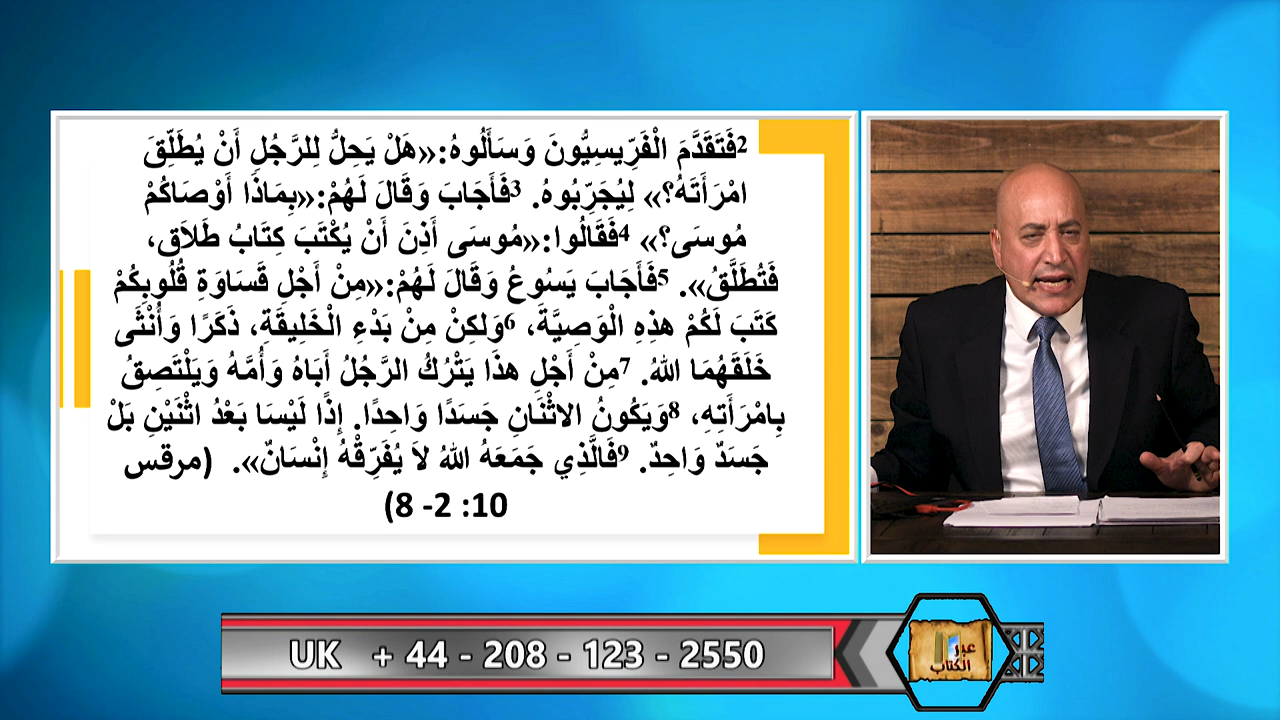 2فَتَقَدَّمَ الْفَرِّيسِيُّونَ وَسَأَلُوهُ:«هَلْ يَحِلُّ لِلرَّجُلِ أَنْ يُطَلِّقَ
امْرَأَتَهُ؟» لِيُجَرِّبُوهُ. 3فَأَجَابَ وَقَالَ لَهُمْ:«بِمَاذَا أَوْصَاكُمْ
مُوسَى؟» 4فَقَالُوا:«مُوسَى أَذِنَ أَنْ يُكْتَبَ كِتَابُ طَلاَق،
فَتُطَلَّقُ». 5فَأَجَابَ يَسُوعُ وَقَالَ لَهُمْ:«مِنْ أَجْلِ قَسَاوَةِ قُلُوبِكُمْ
كَتَبَ لَكُمْ هذِهِ الْوَصِيَّةَ، 6وَلكِنْ مِنْ بَدْءِ الْخَلِيقَةِ، ذَكَرًا وَأُنْثَى
خَلَقَهُمَا اللهُ. 7مِنْ أَجْلِ هذَا يَتْرُكُ الرَّجُلُ أَبَاهُ وَأُمَّهُ وَيَلْتَصِقُ
بِامْرَأَتِهِ، 8وَيَكُونُ الاثْنَانِ جَسَدًا وَاحِدًا. إِذًا لَيْسَا بَعْدُ اثْنَيْنِ بَلْ
جَسَدٌ وَاحِدٌ. 9فَالَّذِي جَمَعَهُ اللهُ لاَ يُفَرِّقْهُ إِنْسَانٌ». (مرقس
10: 2- 8)
UK + 44 - 208 - 123 - 2550
عبر
الكتاب